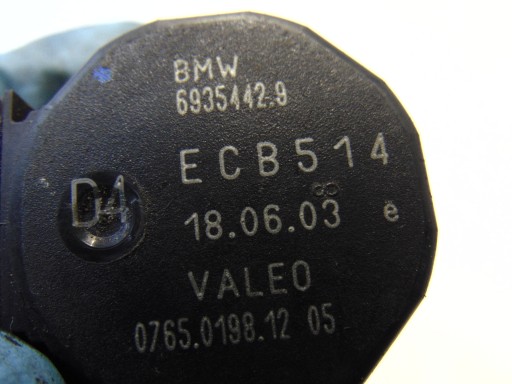 BMW
6935442.9
ECB514
D4
18.06.03 e
VALEO
0765.0198.12 05